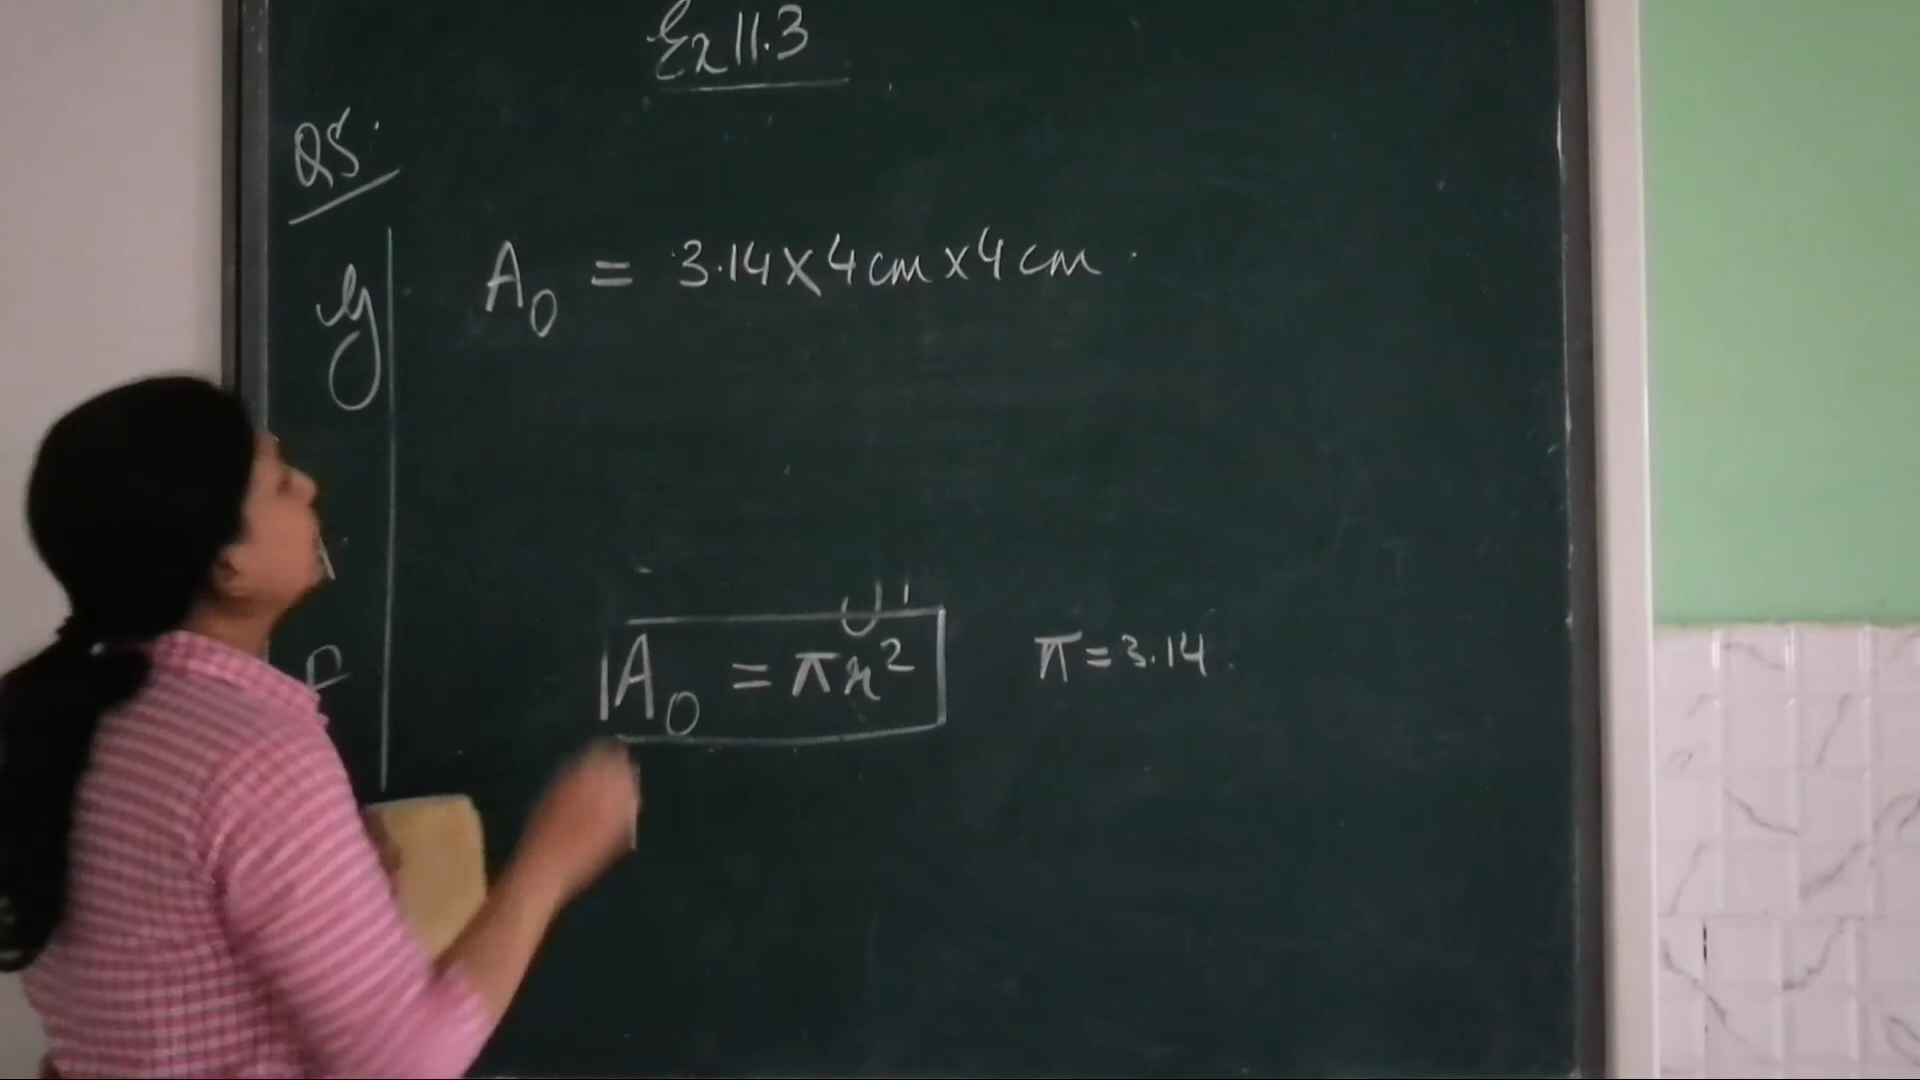 Ex 11.3
Q5.
A₀ = 3.14 × 4 cm × 4 cm
A₀ = πr²
π = 3.14